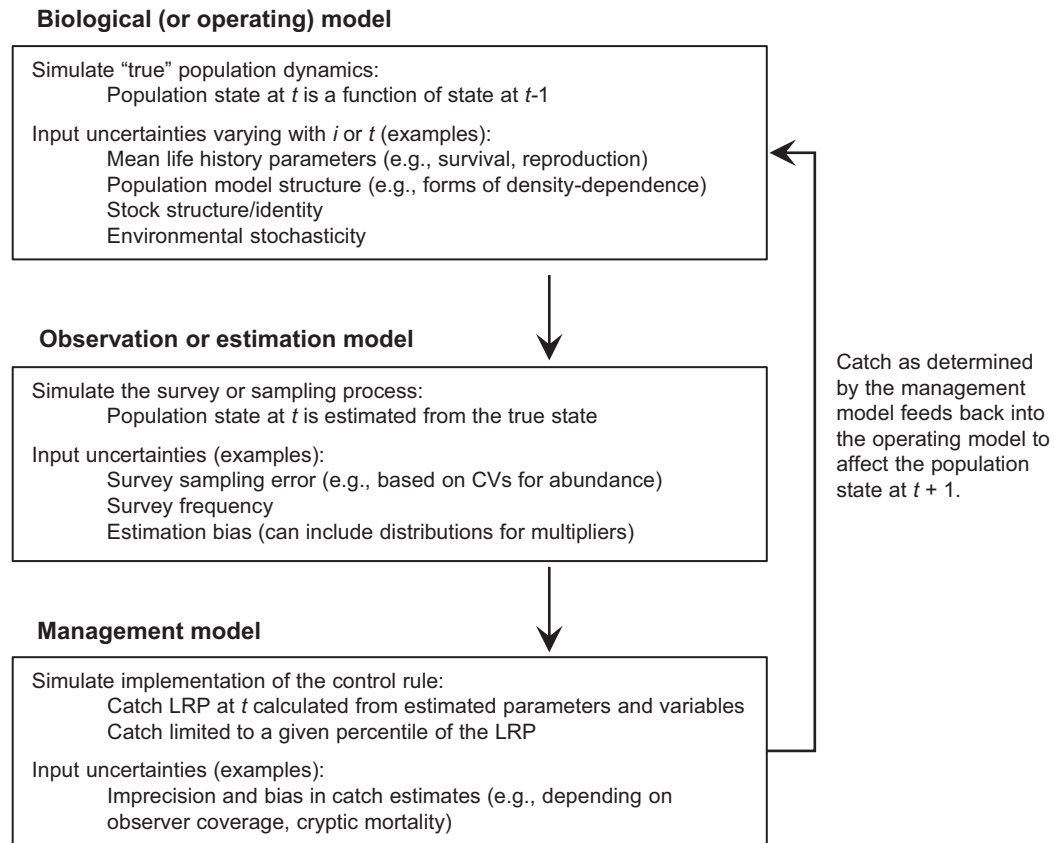 Biological (or operating) model
Simulate “true” population dynamics:
Population state at t is a function of state at t-1
Input uncertainties varying with i or t (examples):
Mean life history parameters (e.g., survival, reproduction)
Population model structure (e.g., forms of density-dependence)
Stock structure/identity
Environmental stochasticity
Observation or estimation model
Simulate the survey or sampling process:
Population state at t is estimated from the true state
Input uncertainties (examples):
Survey sampling error (e.g., based on CVs for abundance)
Survey frequency
Estimation bias (can include distributions for multipliers)
Management model
Simulate implementation of the control rule:
Catch LRP at t calculated from estimated parameters and variables
Catch limited to a given percentile of the LRP
Input uncertainties (examples):
Imprecision and bias in catch estimates (e.g., depending on
observer coverage, cryptic mortality)
Catch as determined
by the management
model feeds back into
the operating model to
affect the population
state at t + 1.